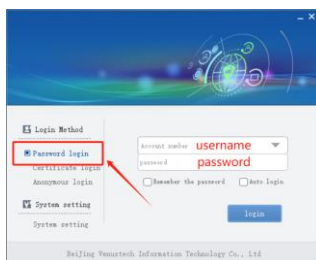 Login Method
Password login
Certificate login
Anonymous login
System setting
System setting
Account number username
password password
Remember the password Auto login
login
BeiJing Venustech Information Technology Co., Ltd